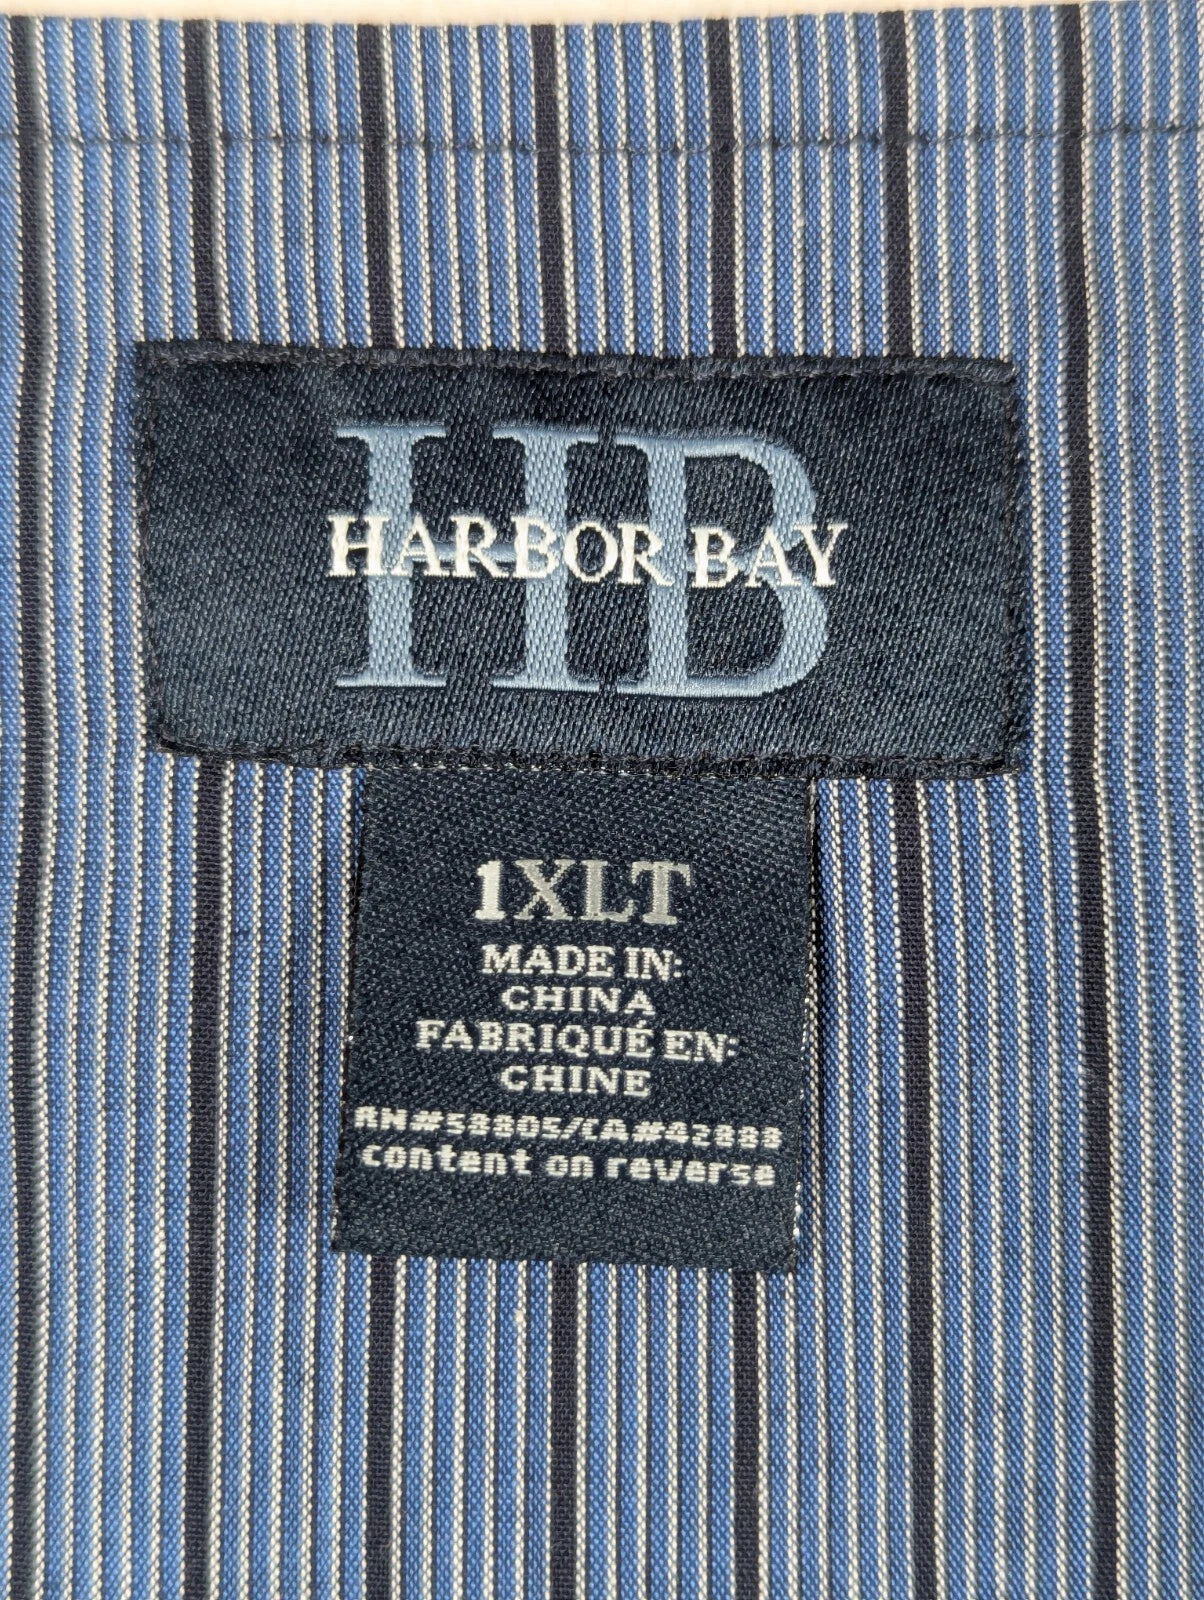 HB
HARBOR BAY
1XLT
MADE IN:
CHINA
FABRIQUÉ EN:
CHINE
RN#58805/CA#42888
content on reverse